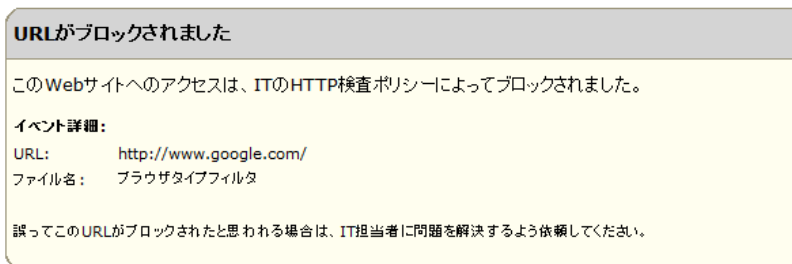 URLがブロックされました
このWebサイトへのアクセスは、ITのHTTP検査ポリシーによってブロックされました。
イベント詳細:
URL: http://www.google.com/
ファイル名: ブラウザタイプフィルタ
誤ってこのURLがブロックされたと思われる場合は、IT担当者に問題を解決するよう依頼してください。